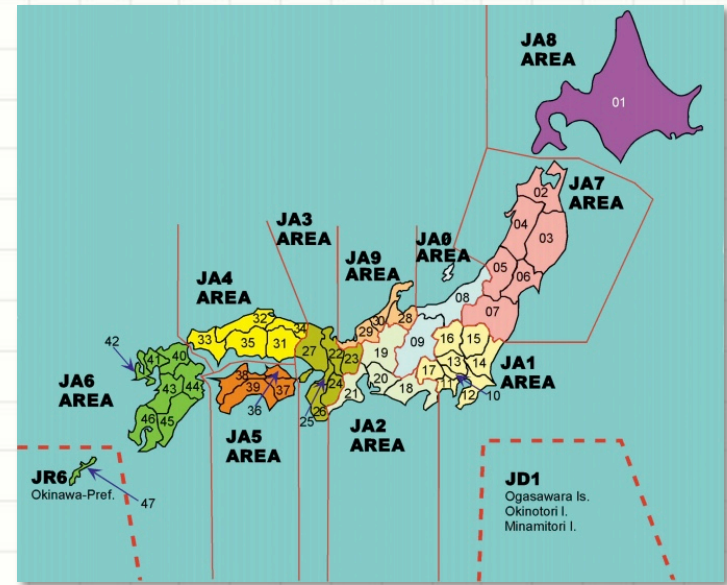 JA8
AREA
01
JA7
AREA
02
04
03
05
06
07
JA3
AREA
JA0
AREA
JA9
AREA
08
JA4
AREA
30
28
29
32
34
33
35
31
27
22
23
19
09
16
15
13
14
17
11
12
10
JA1
AREA
42
41
40
43
44
46
45
JA6
AREA
38
39
37
36
24
25
26
21
20
18
JA5
AREA
JA2
AREA
JR6
Okinawa-Pref.
47
JD1
Ogasawara Is.
Okinotori I.
Minamitori I.